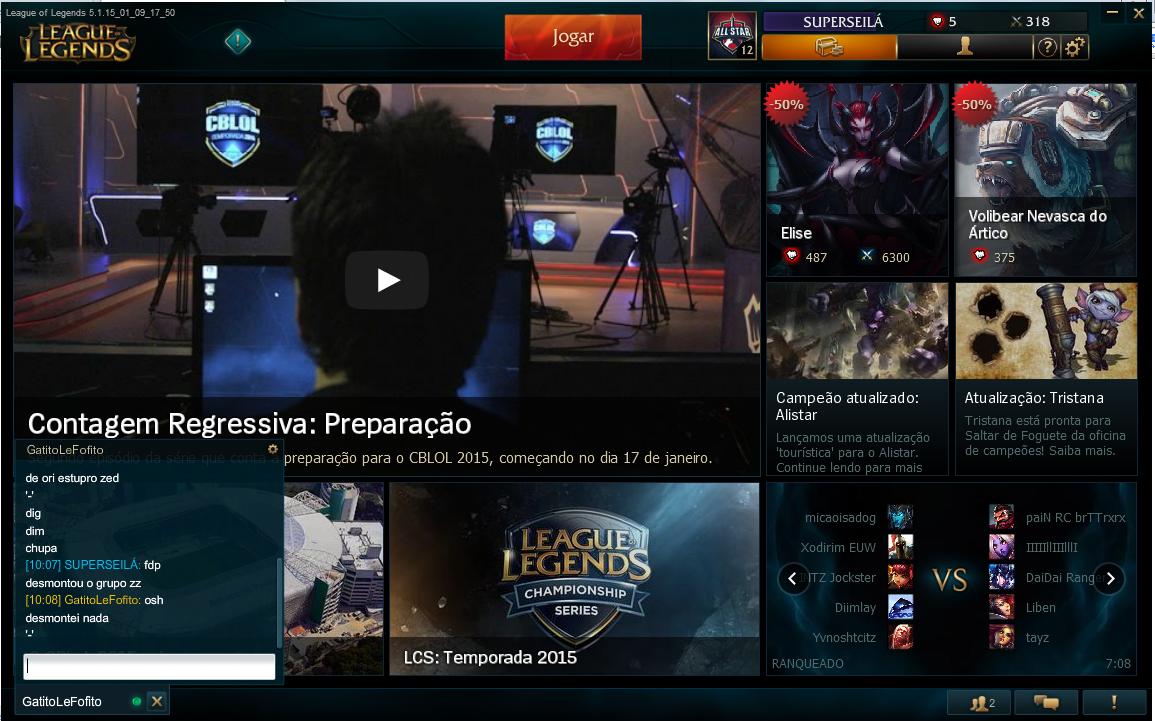 League of Legends 5.1.15_01_09_17_50
LEAGUE of LEGENDS
Jogar
ALL STAR
12
SUPERSEILÁ
5
318
?
CBLOL
TEMPORADA 2015
CBLOL
CBLOL
Contagem Regressiva: Preparação
Segundo episódio da série que conta a preparação para o CBLOL 2015, começando no dia 17 de janeiro.
-50%
Elise
487
6300
-50%
Volibear Nevasca do
Ártico
375
Campeão atualizado:
Alistar
Lançamos uma atualização
'turística' para o Alistar.
Continue lendo para mais
Atualização: Tristana
Tristana está pronta para
Saltar de Foguete da oficina
de campeões! Saiba mais.
GatitoLeFofito
de ori estupro zed
'-'
dig
dim
chupa
[10:07] SUPERSEILÁ: fdp
desmontou o grupo zz
[10:08] GatitoLeFofito: osh
desmontei nada
'-'
GatitoLeFofito
LEAGUE OF LEGENDS
CHAMPIONSHIP
SERIES
LCS: Temporada 2015
micaoisadog
Xodirim EUW
INTZ Jockster
Diimlay
Yvnoshtcitz
VS
paiN RC brTTrxrx
DaiDai Ranger
Liben
tayz
RANQUEADO
7:08
2